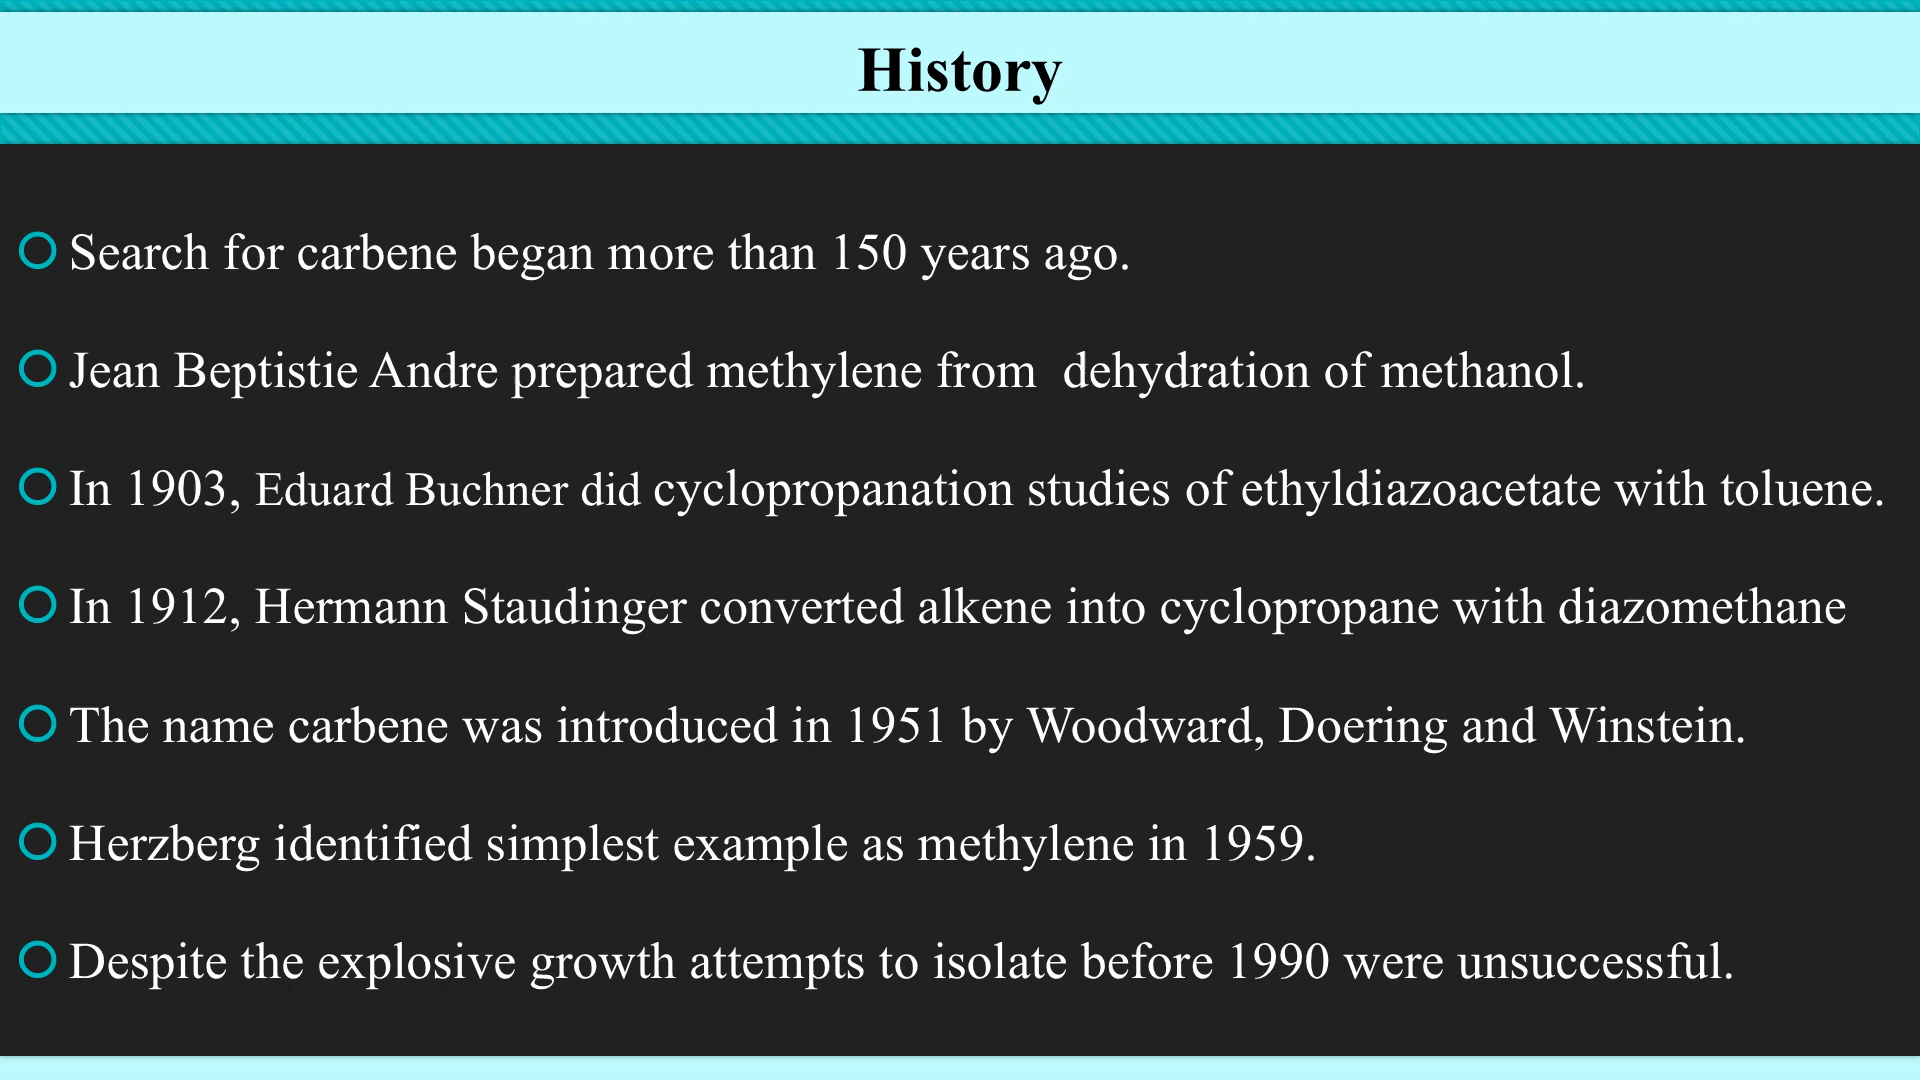 History
Search for carbene began more than 150 years ago.
Jean Beptistie Andre prepared methylene from  dehydration of methanol.
In 1903, Eduard Buchner did cyclopropanation studies of ethyldiazoacetate with toluene.
In 1912, Hermann Staudinger converted alkene into cyclopropane with diazomethane
The name carbene was introduced in 1951 by Woodward, Doering and Winstein.
Herzberg identified simplest example as methylene in 1959.
Despite the explosive growth attempts to isolate before 1990 were unsuccessful.